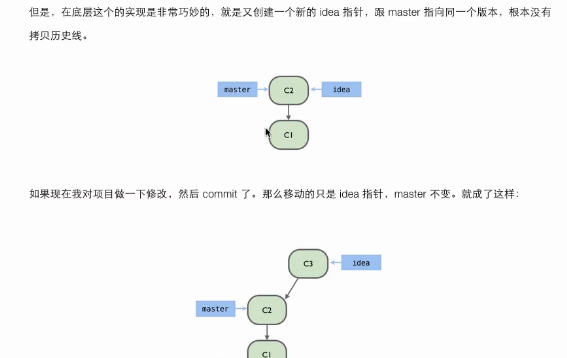 但是，在底层这个的实现是非常巧妙的，就是又创建一个新的 idea 指针，跟 master 指向同一个版本，根本没有
拷贝历史线。
master C2 idea
C1
如果现在我对项目做一下修改，然后 commit 了。那么移动的只是 idea 指针，master 不变。就成了这样：
C3 idea
master C2
C1